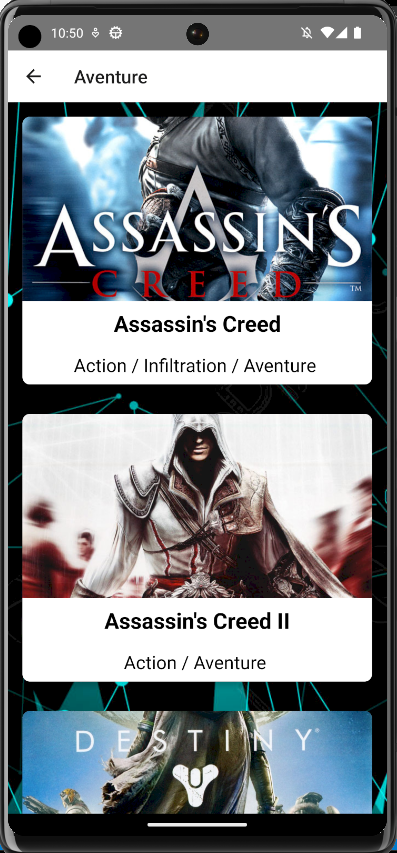 10:50
Aventure
ASSASSIN'S
CREED
TM
Assassin's Creed
Action / Infiltration / Aventure
Assassin's Creed II
Action / Aventure
DESTINY